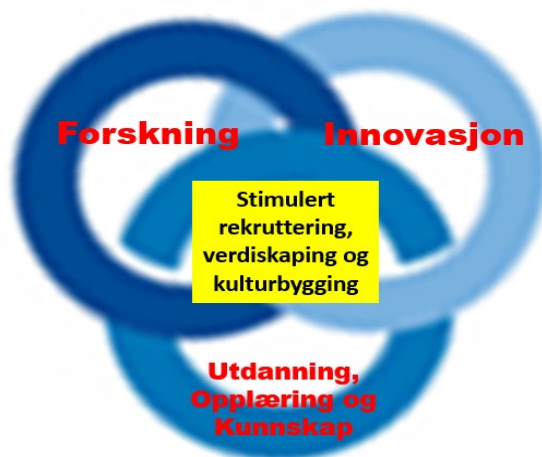 Forskning
Innovasjon
Stimulert
rekruttering,
verdiskaping og
kulturbygging
Utdanning,
Opplæring og
Kunnskap